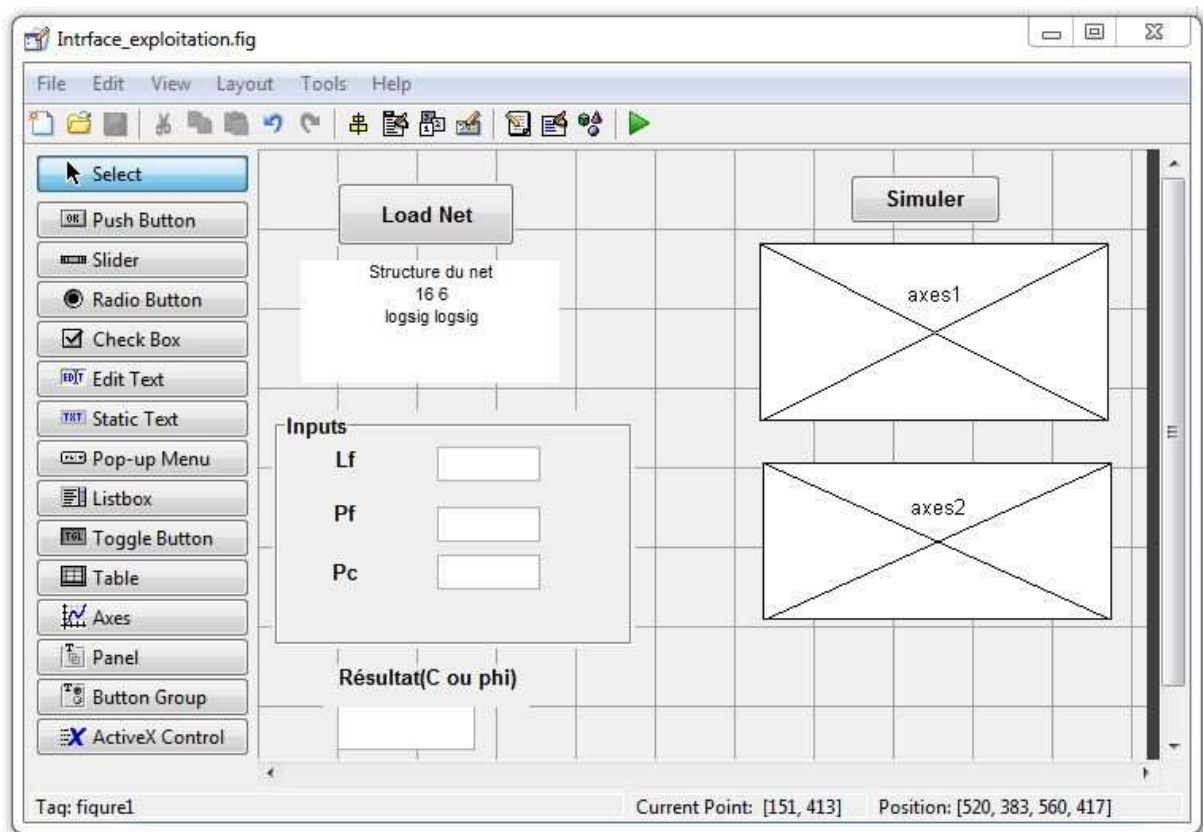 Intrface_exploitation.fig
File Edit View Layout Tools Help
Select
Push Button
Slider
Radio Button
Check Box
Edit Text
Static Text
Pop-up Menu
Listbox
Toggle Button
Table
Axes
Panel
Button Group
ActiveX Control
Load Net
Structure du net
16 6
logsig logsig
Inputs
Lf
Pf
Pc
Résultat(C ou phi)
Simuler
axes1
axes2
Tag: figure1 Current Point: [151, 413] Position: [520, 383, 560, 417]